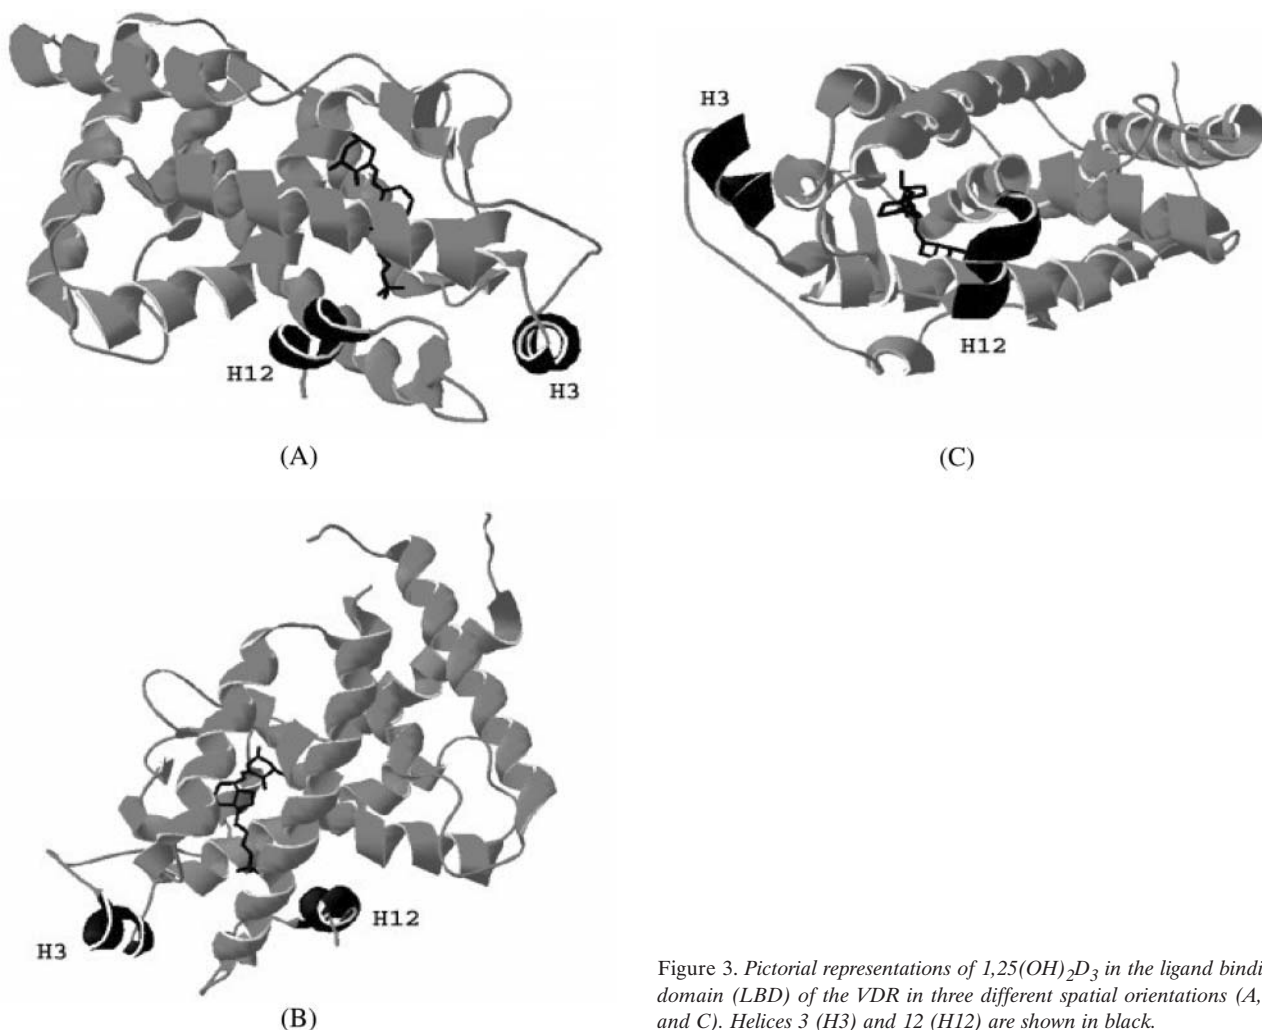 H3
H12
H3
(A)
H12
(C)
H12
H3
(B)
Figure 3. Pictorial representations of 1,25(OH)₂D₃ in the ligand bindi
domain (LBD) of the VDR in three different spatial orientations (A,
and C). Helices 3 (H3) and 12 (H12) are shown in black.